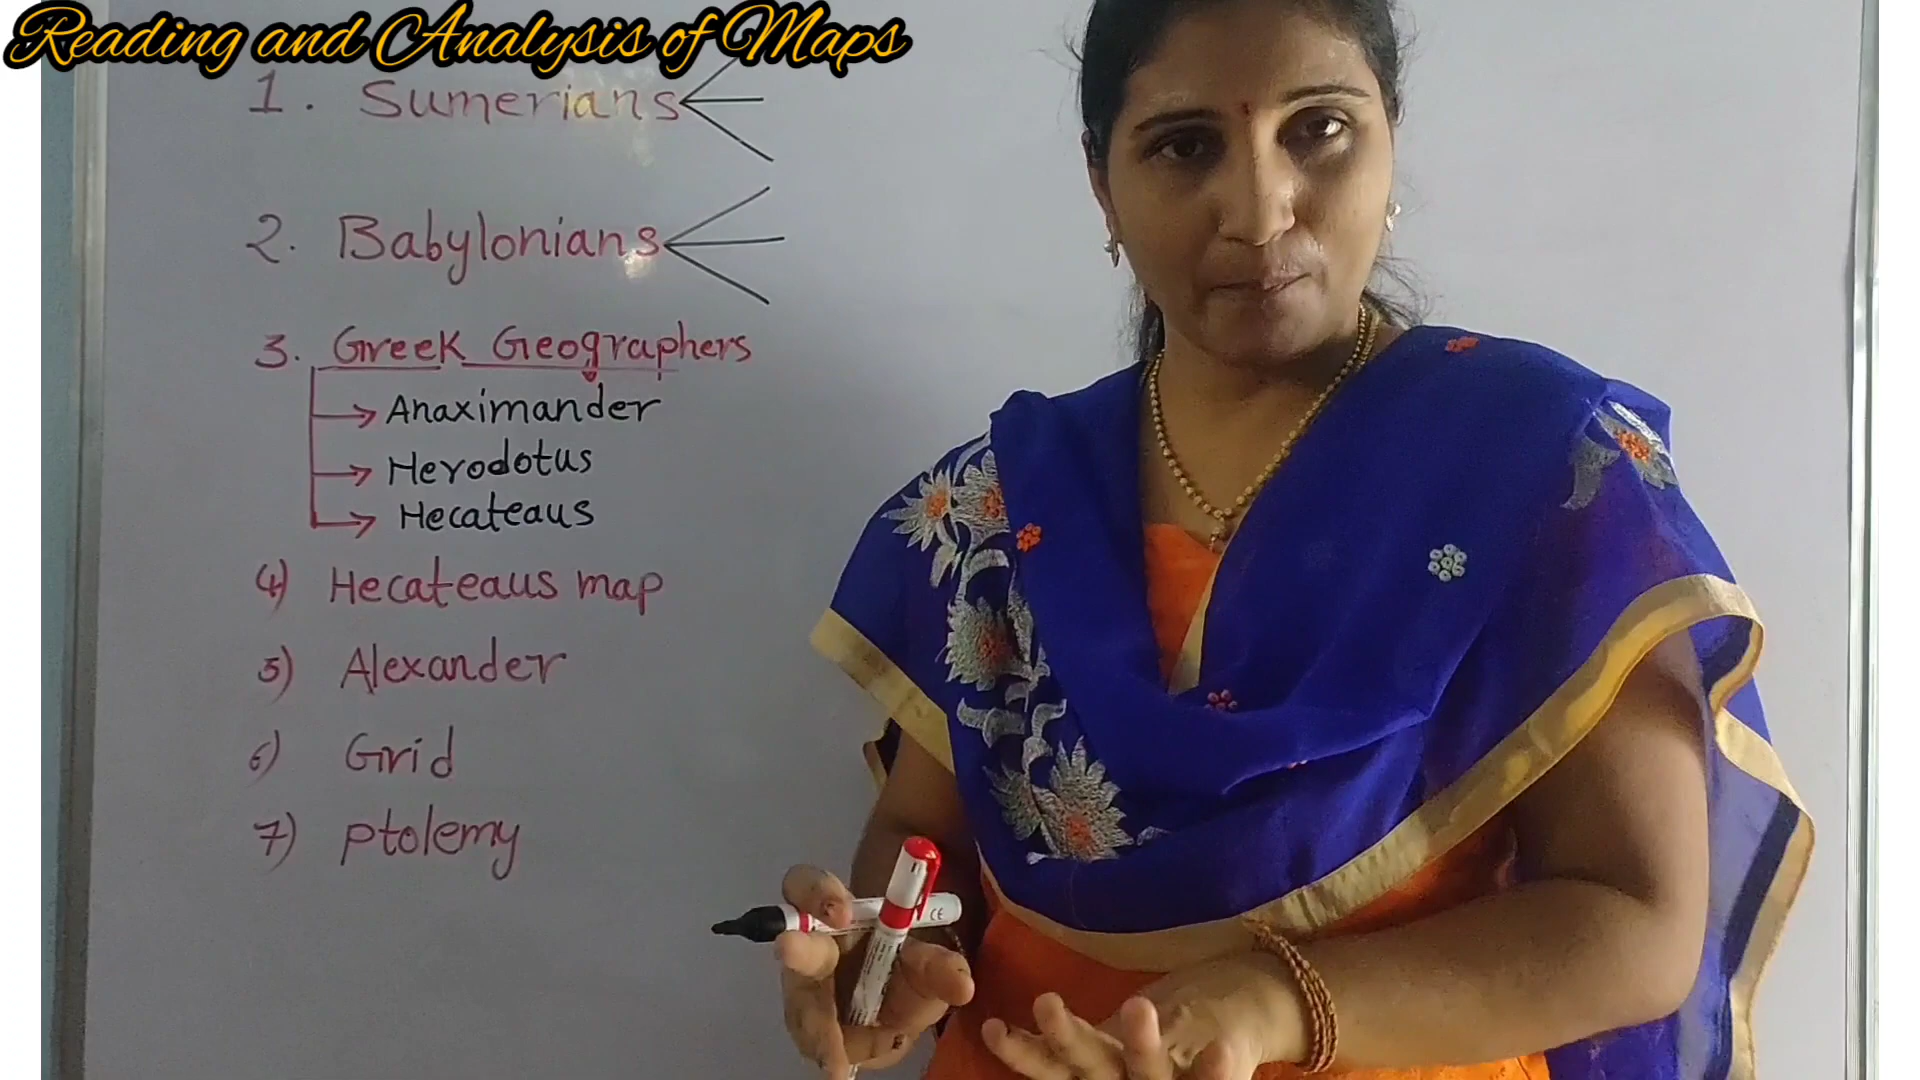 Reading and Analysis of Maps
1. Sumerians
2. Babylonians
3. Greek Geographers
Anaximander
Herodotus
Hecateaus
4) Hecateaus map
5) Alexander
6) Grid
7) ptolemy
CE